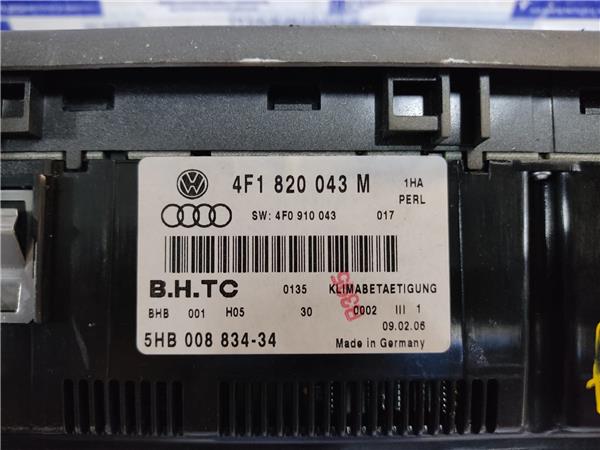 4F1 820 043 M 1HA
PERL
SW: 4F0 910 043 017
B.H.TC 0135 KLIMABETAETIGUNG
BHB 001 H05 30 0002 III 1
09.02.06
5HB 008 834-34 Made in Germany